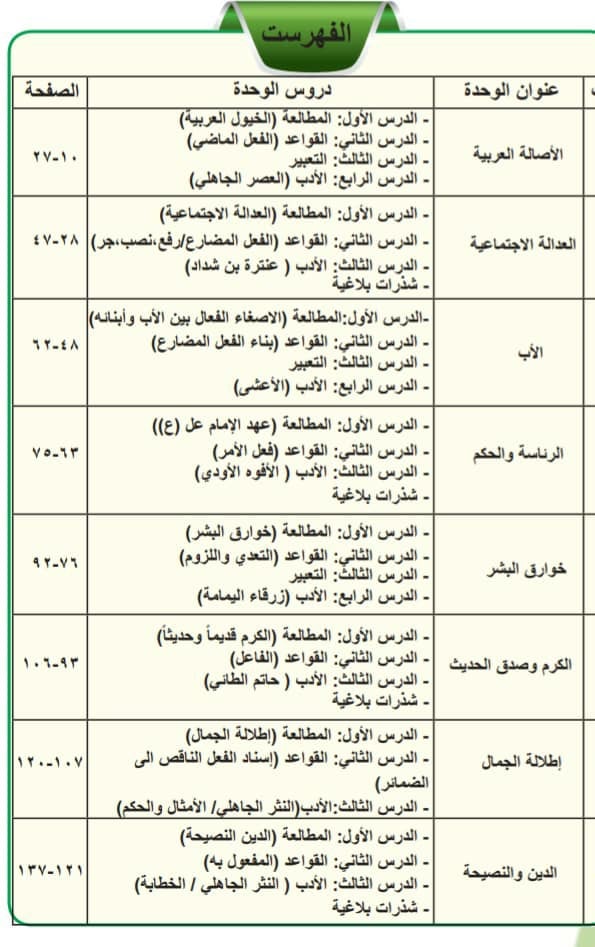 الفهرست
عنوان الوحدة دروس الوحدة الصفحة
الأصالة العربية
- الدرس الأول: المطالعة (الخيول العربية)
- الدرس الثاني: القواعد (الفعل الماضي)
- الدرس الثالث: التعبير
- الدرس الرابع: الأدب (العصر الجاهلي)
١٠-٢٧
العدالة الاجتماعية
- الدرس الأول: المطالعة (العدالة الاجتماعية)
- الدرس الثاني: القواعد (الفعل المضارع/رفع،نصب،جر)
- الدرس الثالث: الأدب ( عنترة بن شداد)
- شذرات بلاغية
٢٨-٤٧
الأب
-الدرس الأول:المطالعة (الاصغاء الفعال بين الأب وأبنائه)
- الدرس الثاني: القواعد (بناء الفعل المضارع)
- الدرس الثالث: التعبير
- الدرس الرابع: الأدب (الأعشى)
٤٨-٦٢
الرئاسة والحكم
- الدرس الأول: المطالعة (عهد الإمام عل (ع))
- الدرس الثاني: القواعد (فعل الأمر)
- الدرس الثالث: الأدب ( الأفوه الأودي)
- شذرات بلاغية
٦٣-٧٥
خوارق البشر
- الدرس الأول: المطالعة (خوارق البشر)
- الدرس الثاني: القواعد (التعدي واللزوم)
- الدرس الثالث: التعبير
- الدرس الرابع: الأدب (زرقاء اليمامة)
٧٦-٩٢
الكرم وصدق الحديث
- الدرس الأول: المطالعة (الكرم قديماً وحديثاً)
- الدرس الثاني: القواعد (الفاعل)
- الدرس الثالث: الأدب ( حاتم الطائي)
- شذرات بلاغية
٩٣-١٠٦
إطلالة الجمال
- الدرس الأول: المطالعة (إطلالة الجمال)
- الدرس الثاني: القواعد (إسناد الفعل الناقص الى
الضمائر)
- الدرس الثالث:الأدب(النثر الجاهلي/ الأمثال والحكم)
١٠٧-١٢٠
الدين والنصيحة
- الدرس الأول: المطالعة (الدين النصيحة)
- الدرس الثاني: القواعد (المفعول به)
- الدرس الثالث: الأدب ( النثر الجاهلي / الخطابة)
- شذرات بلاغية
١٢١-١٣٧